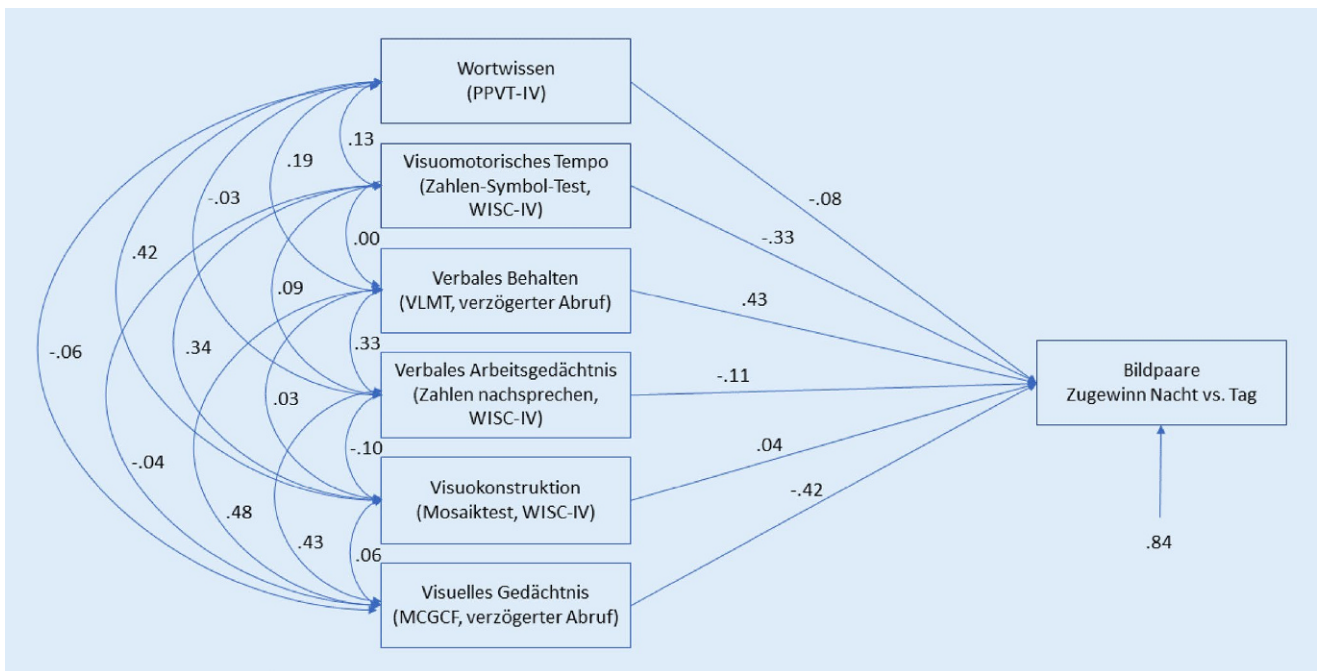 Wortwissen
(PPVT-IV)
.13
.19
Visuomotorisches Tempo
(Zahlen-Symbol-Test,
WISC-IV)
-.03
-.08
-.33
.00
.42
Verbales Behalten
(VLMT, verzögerter Abruf)
.09
.43
.33
.34
-.06
Verbales Arbeitsgedächtnis
(Zahlen nachsprechen,
WISC-IV)
-.11
Bildpaare
Zugewinn Nacht vs. Tag
.03
-.10
.04
-.04
Visuokonstruktion
(Mosaiktest, WISC-IV)
-.42
.48
.43
.06
.84
Visuelles Gedächtnis
(MCGCF, verzögerter Abruf)